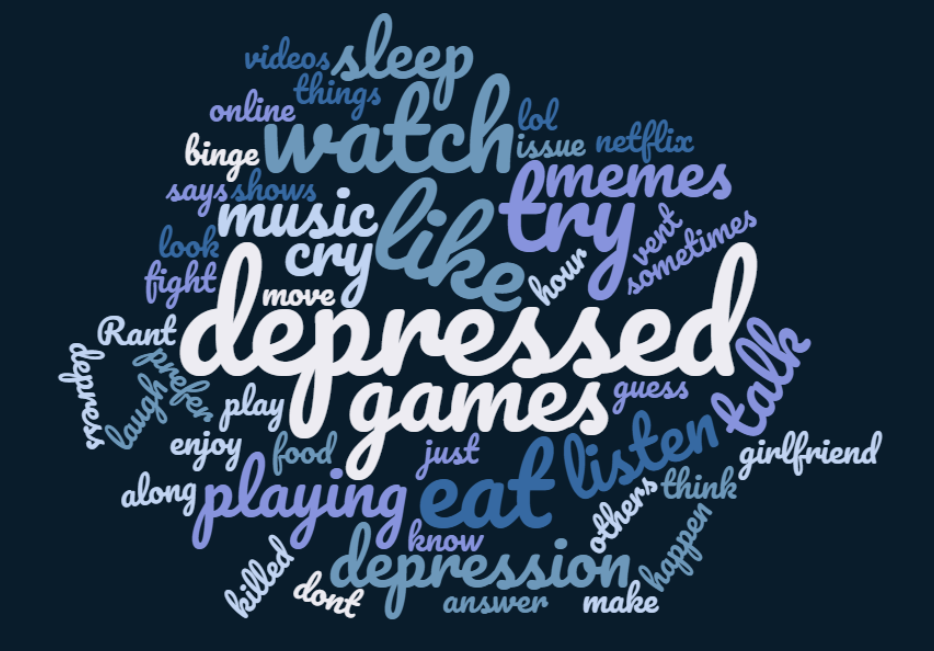 videos
sleep
things
online
watch
lol
binge
issue
netflix
says
shows
memes
music
like
try
vent
sometimes
look
cry
hour
fight
move
Rant
depressed
talk
depress
prefer
laugh
play
games
guess
enjoy
food
just
listen
girlfriend
along
playing
eat
others
think
know
happen
killed
depression
dont
answer
make